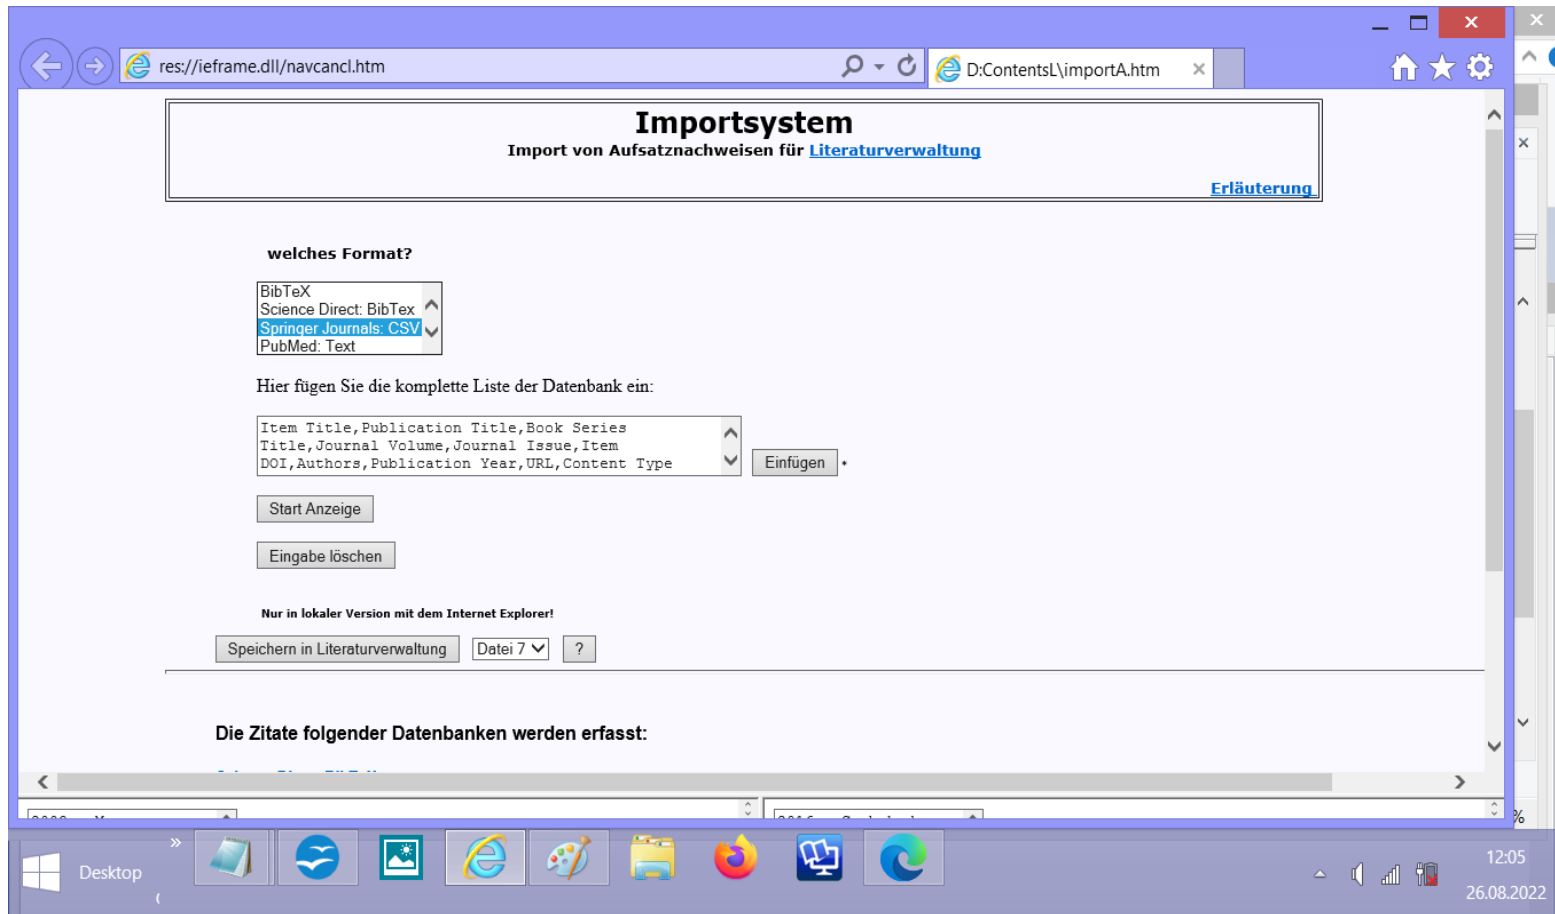 res://ieframe.dll/navcancl.htm
D:ContentsL\importA.htm
Importsystem
Import von Aufsatznachweisen für Literaturverwaltung
Erläuterung
welches Format?
BibTeX
Science Direct: BibTex
Springer Journals: CSV
PubMed: Text
Hier fügen Sie die komplette Liste der Datenbank ein:
Item Title,Publication Title,Book Series
Title,Journal Volume,Journal Issue,Item
DOI,Authors,Publication Year,URL,Content Type
Einfügen *
Start Anzeige
Eingabe löschen
Nur in lokaler Version mit dem Internet Explorer!
Speichern in Literaturverwaltung Datei 7 ?
Die Zitate folgender Datenbanken werden erfasst:
%
Desktop
12:05
26.08.2022